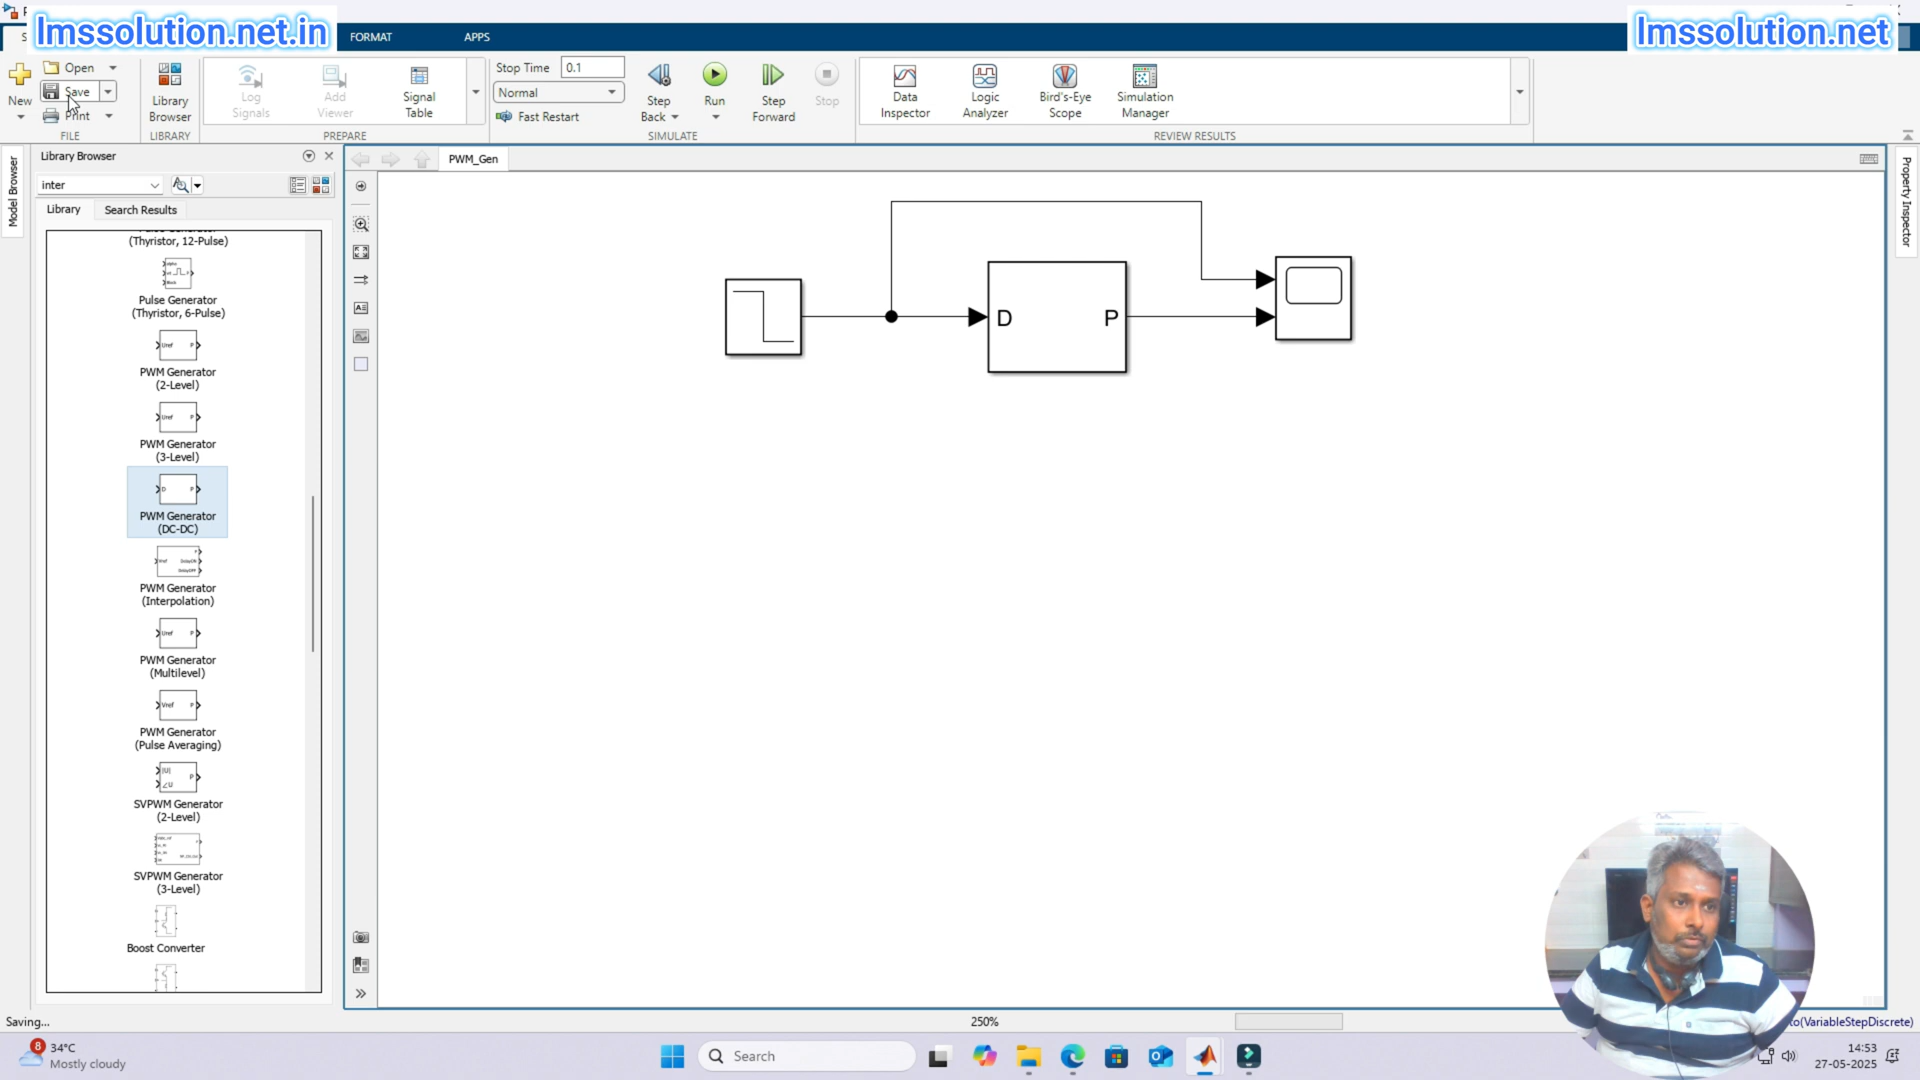 lmssolution.net.in
lmssolution.net
FORMAT
APPS
New
Open
Save
Print
FILE
Library
Browser
LIBRARY
Log
Signals
Add
Viewer
Signal
Table
PREPARE
Stop Time 0.1
Normal
Fast Restart
Step
Back
Run
Step
Forward
Stop
SIMULATE
Data
Inspector
Logic
Analyzer
Bird's-Eye
Scope
Simulation
Manager
REVIEW RESULTS
Model Browser
Library Browser
inter
Library
Search Results
(Thyristor, 12-Pulse)
Pulse Generator
(Thyristor, 6-Pulse)
PWM Generator
(2-Level)
PWM Generator
(3-Level)
PWM Generator
(DC-DC)
PWM Generator
(Interpolation)
PWM Generator
(Multilevel)
PWM Generator
(Pulse Averaging)
SVPWM Generator
(2-Level)
SVPWM Generator
(3-Level)
Boost Converter
PWM_Gen
D
P
Property Inspector
Saving...
250%
to(VariableStepDiscrete)
8
34°C
Mostly cloudy
Search
14:53
27-05-2025